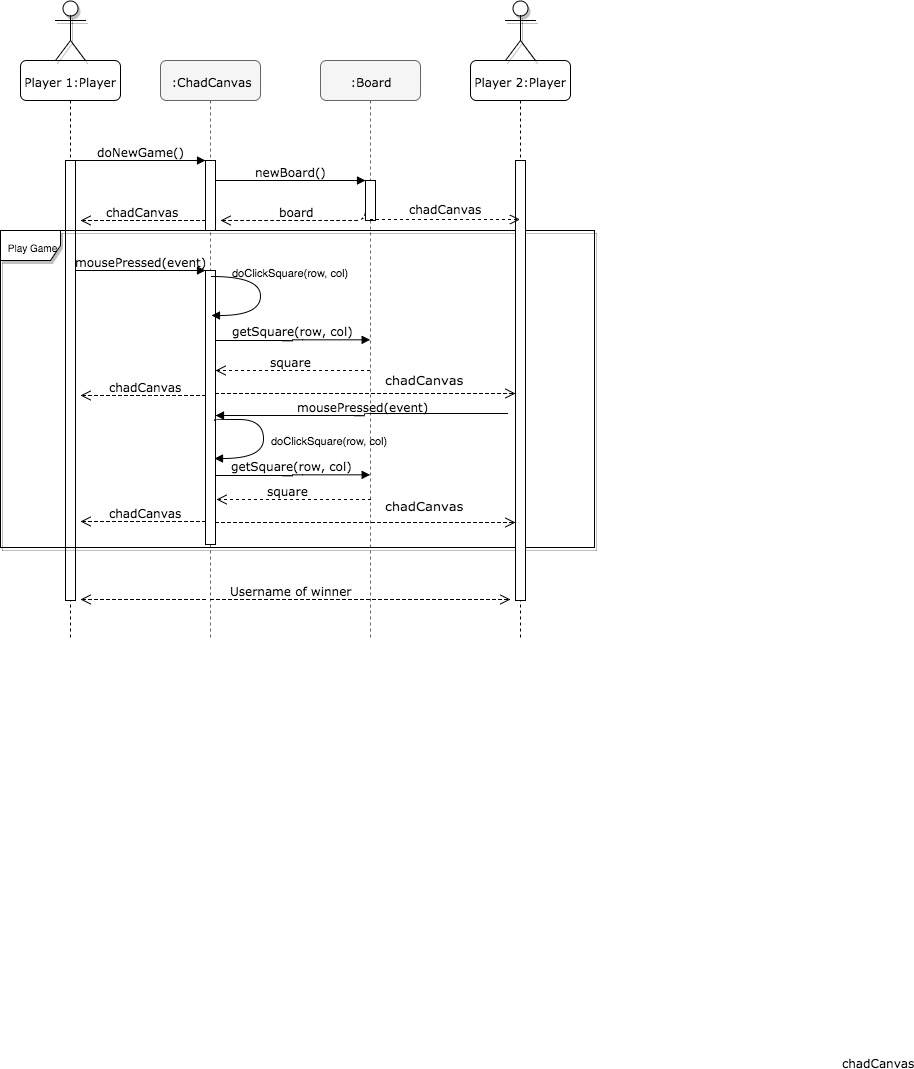 Player 1:Player
:ChadCanvas
:Board
Player 2:Player
doNewGame()
newBoard()
chadCanvas
board
chadCanvas
Play Game
mousePressed(event)
doClickSquare(row, col)
getSquare(row, col)
square
chadCanvas
chadCanvas
mousePressed(event)
doClickSquare(row, col)
getSquare(row, col)
square
chadCanvas
chadCanvas
Username of winner
chadCanvas